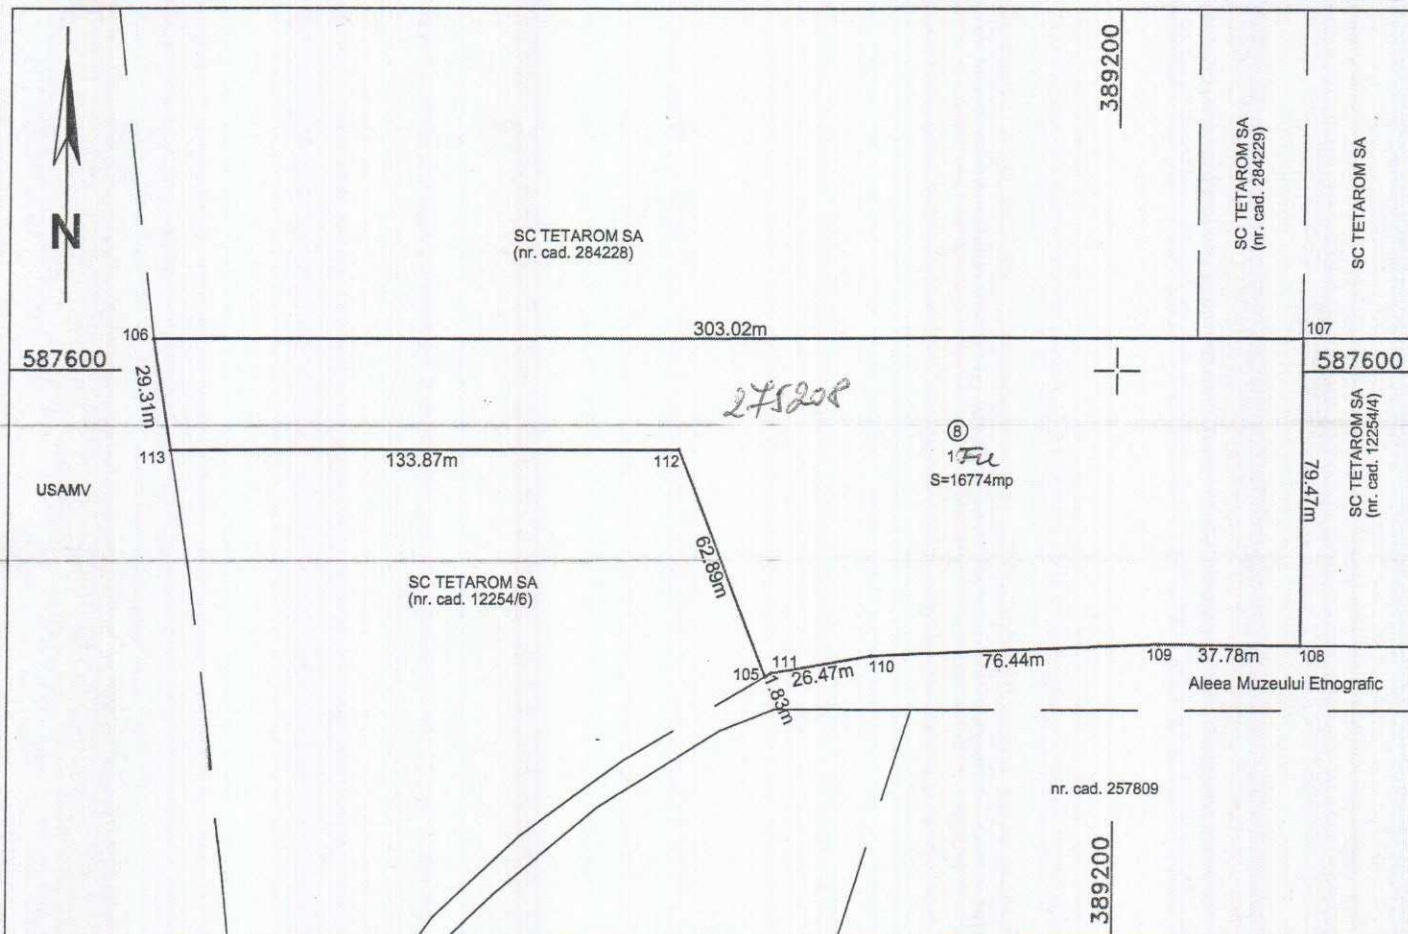 389200
SC TETAROM SA
(nr. cad. 284229)
SC TETAROM SA
N
SC TETAROM SA
(nr. cad. 284228)
106
303.02m
107
587600
587600
29.31m
275208
SC TETAROM SA
(nr. cad. 12254/4)
B
113
133.87m
112
1Fu
S=16774mp
79.47m
USAMV
62.89m
SC TETAROM SA
(nr. cad. 12254/6)
105
111
1.83m
26.47m
110
76.44m
109
37.78m
108
Aleea Muzeului Etnografic
nr. cad. 257809
389200